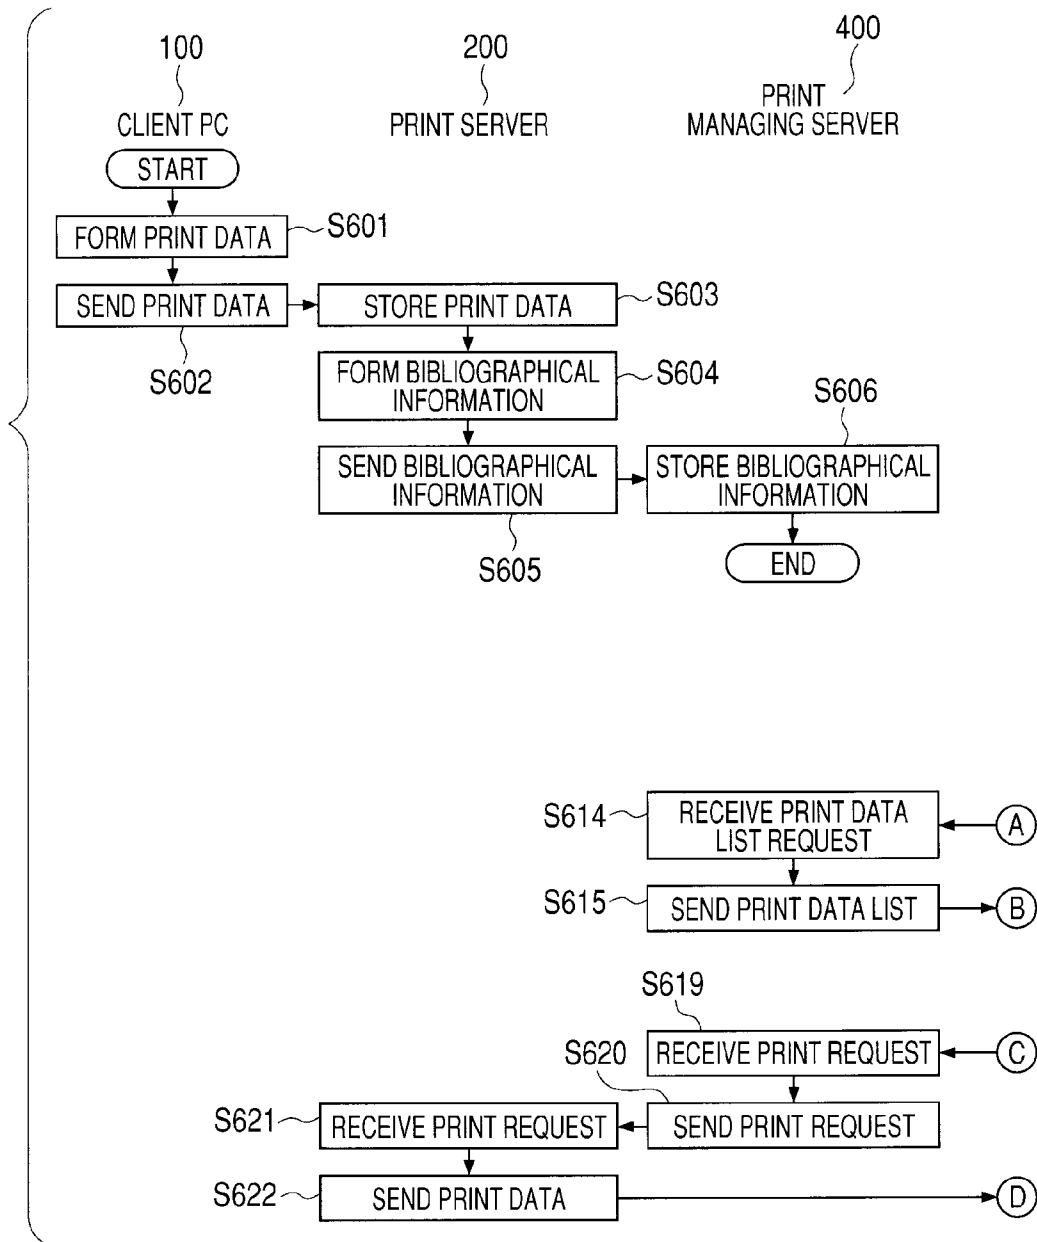 100
CLIENT PC
200
PRINT SERVER
400
PRINT
MANAGING SERVER
START
FORM PRINT DATA
S601
SEND PRINT DATA
S602
STORE PRINT DATA
S603
FORM BIBLIOGRAPHICAL
INFORMATION
S604
SEND BIBLIOGRAPHICAL
INFORMATION
S605
S606
STORE BIBLIOGRAPHICAL
INFORMATION
END
S614
RECEIVE PRINT DATA
LIST REQUEST
A
S615
SEND PRINT DATA LIST
B
S619
RECEIVE PRINT REQUEST
C
S620
SEND PRINT REQUEST
S621
RECEIVE PRINT REQUEST
S622
SEND PRINT DATA
D